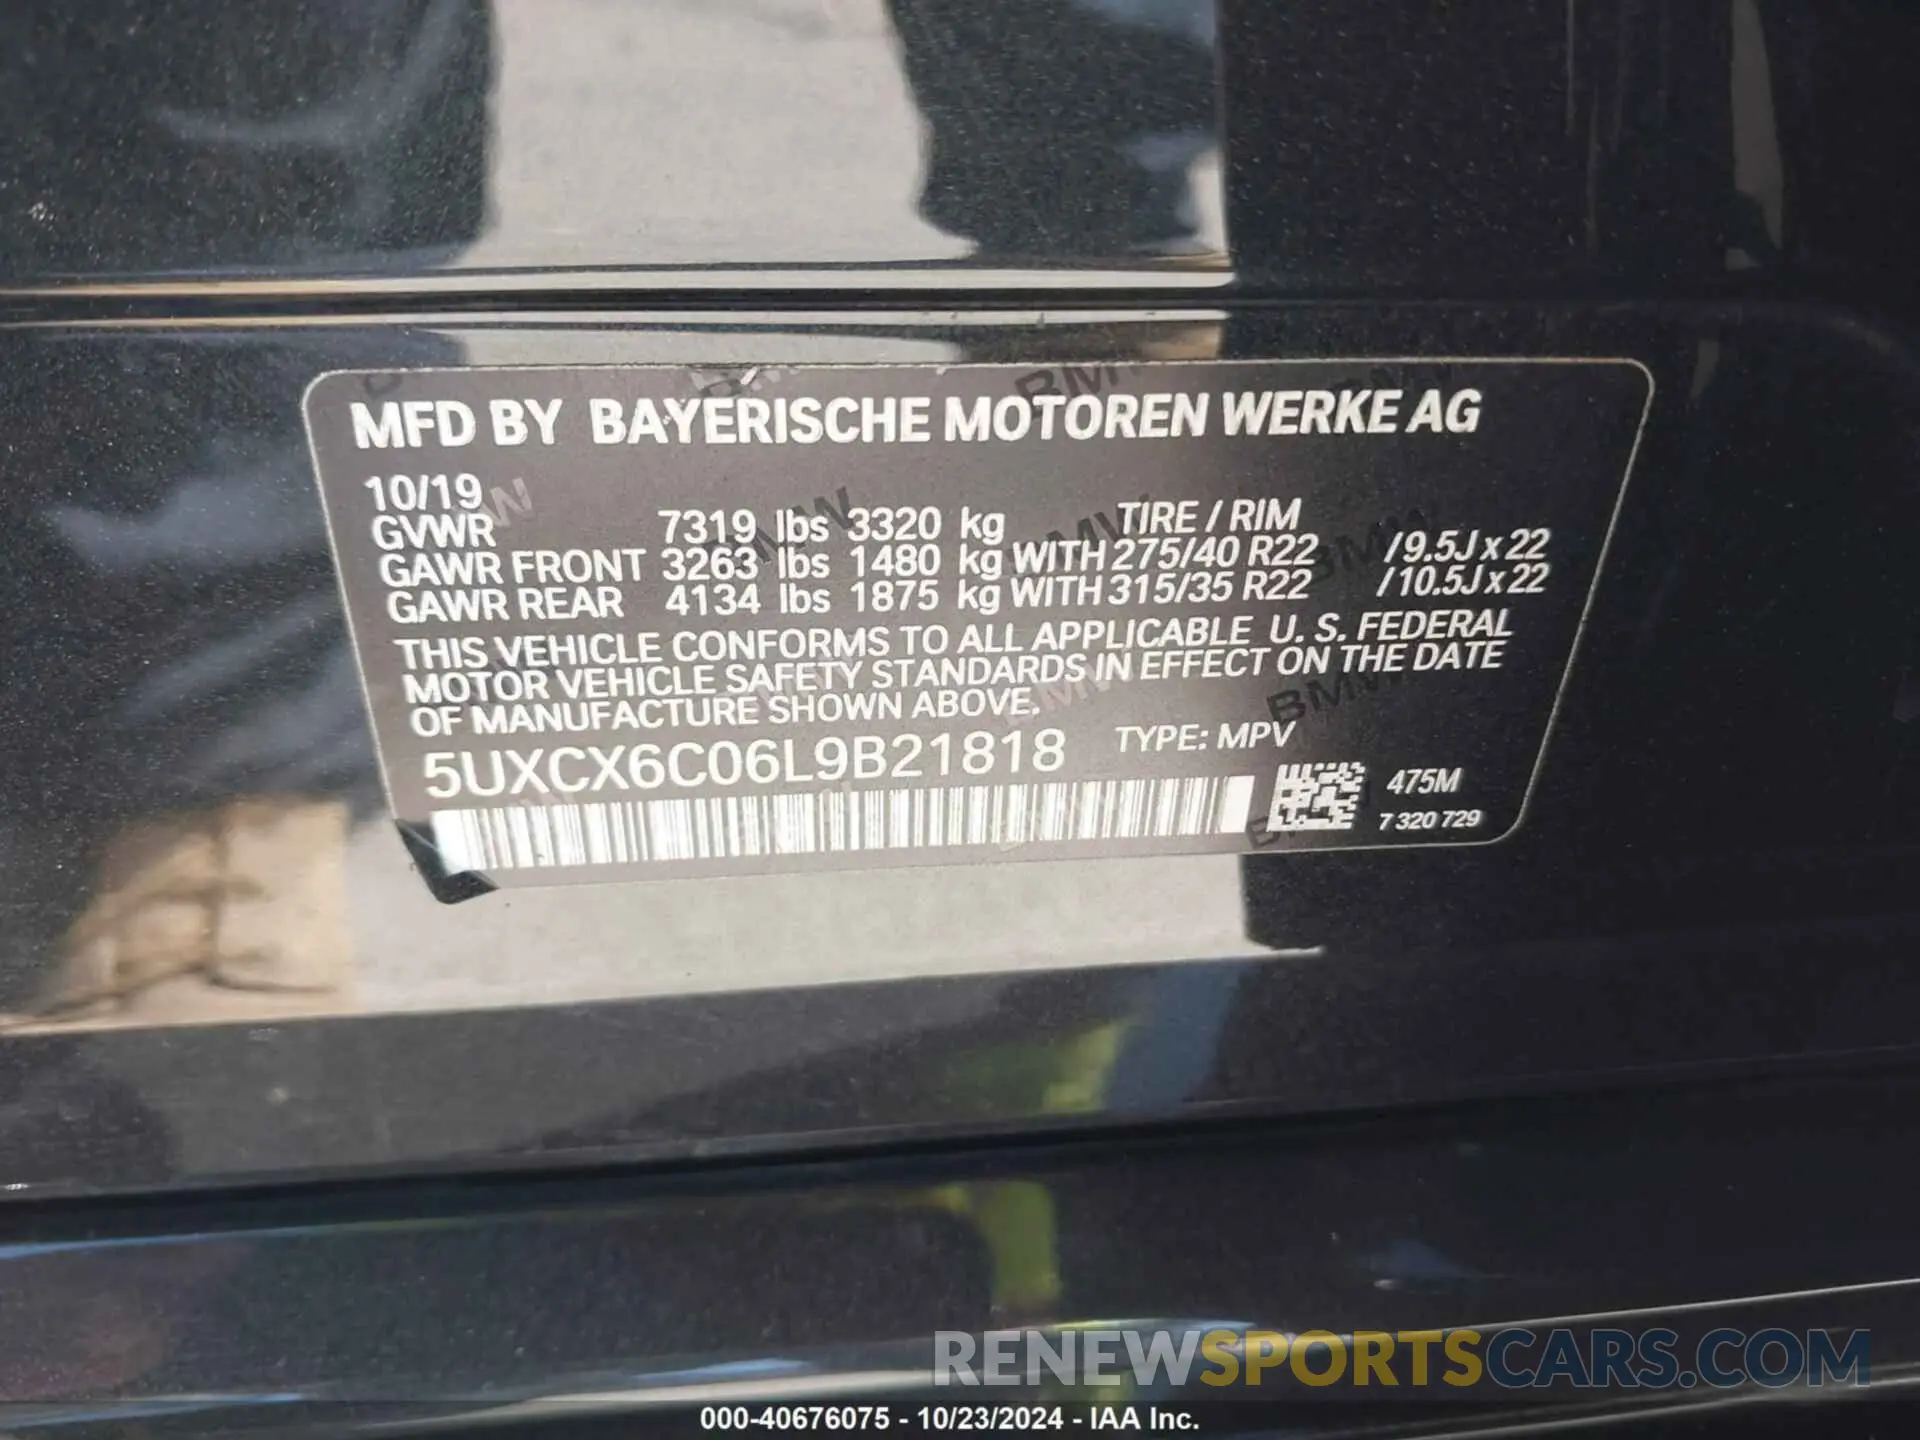 MFD BY BAYERISCHE MOTOREN WERKE AG
10/19
GVWR 7319 lbs 3320 kg TIRE / RIM
GAWR FRONT 3263 lbs 1480 kg WITH 275/40 R22 /9.5J x 22
GAWR REAR 4134 lbs 1875 kg WITH 315/35 R22 /10.5J x 22
THIS VEHICLE CONFORMS TO ALL APPLICABLE U. S. FEDERAL
MOTOR VEHICLE SAFETY STANDARDS IN EFFECT ON THE DATE
OF MANUFACTURE SHOWN ABOVE.
5UXCX6C06L9B21818 TYPE: MPV
475M
7 320 729
RENEWSPORTSCARS.COM
000-40676075 - 10/23/2024 - IAA Inc.